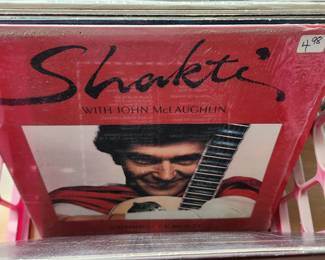 Shakti
4.98
WITH JOHN McLAUGHLIN